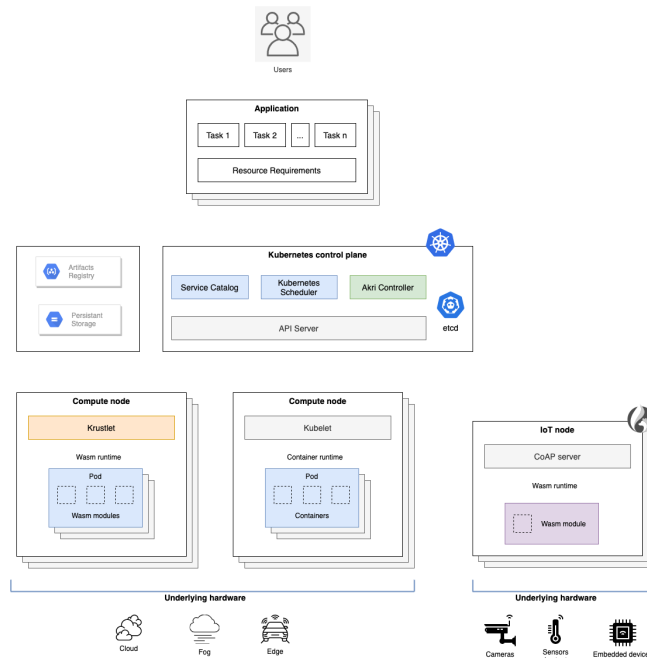 Users
Application
Task 1
Task 2
...
Task n
Resource Requirements
Artifacts
Registry
Persistant
Storage
Kubernetes control plane
Service Catalog
Kubernetes
Scheduler
Akri Controller
API Server
etcd
Compute node
Krustlet
Wasm runtime
Pod
Wasm modules
Compute node
Kubelet
Container runtime
Pod
Containers
IoT node
CoAP server
Wasm runtime
Wasm module
Underlying hardware
Cloud
Fog
Edge
Underlying hardware
Cameras
Sensors
Embedded device